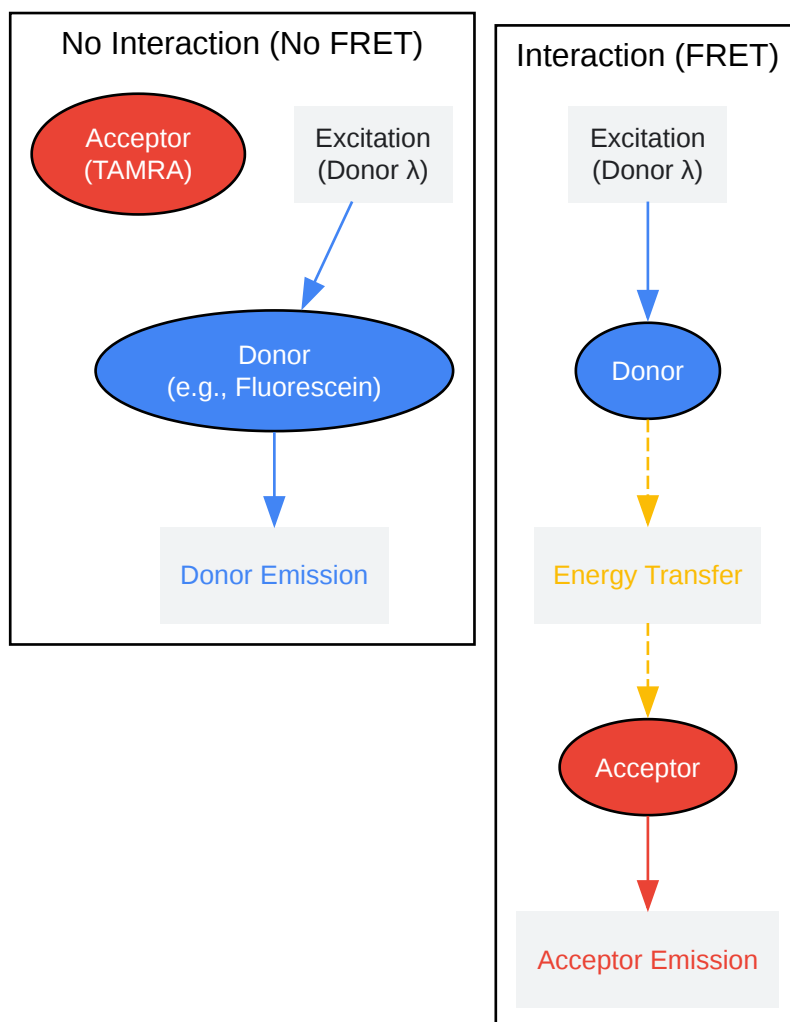 No Interaction (No FRET)
Acceptor
(TAMRA)
Excitation
(Donor λ)
Donor
(e.g., Fluorescein)
Donor Emission
Interaction (FRET)
Excitation
(Donor λ)
Donor
Energy Transfer
Acceptor
Acceptor Emission